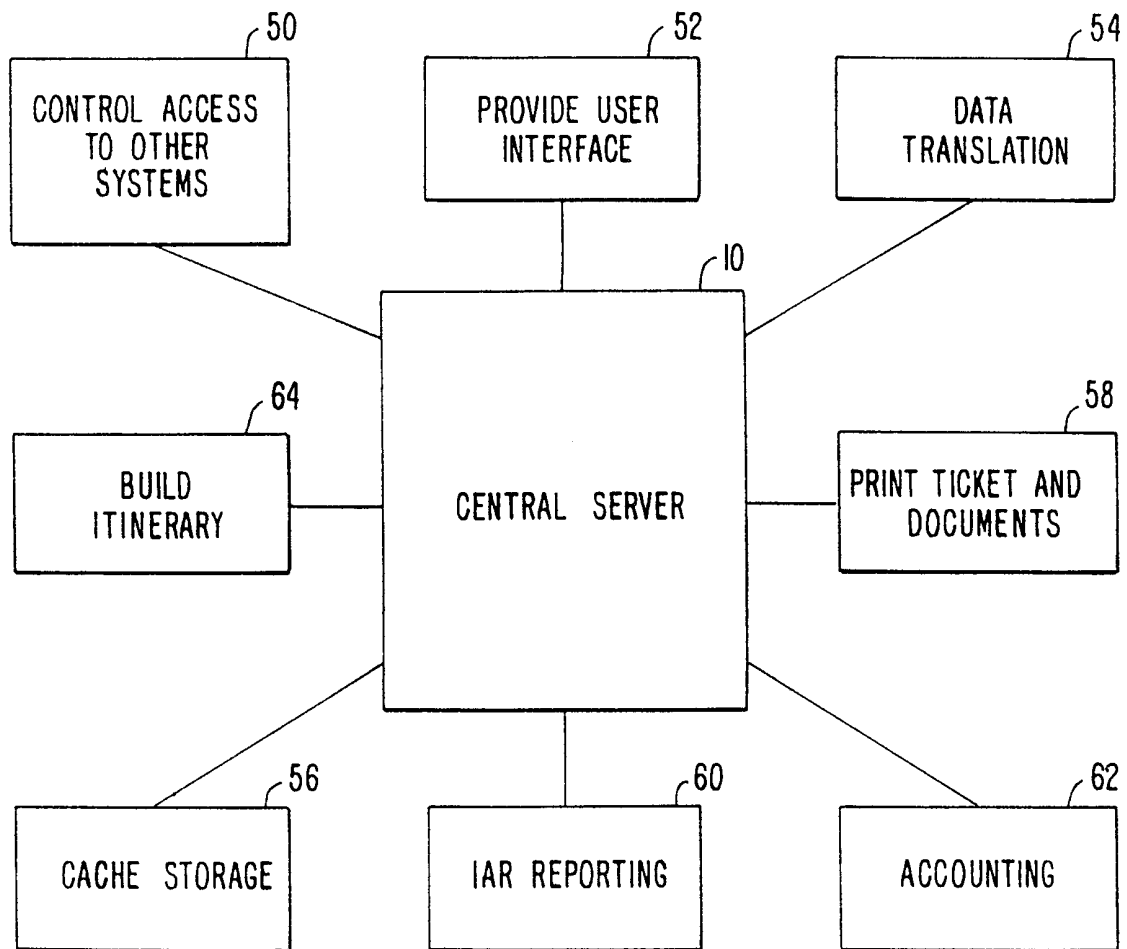 50
CONTROL ACCESS
TO OTHER
SYSTEMS
52
PROVIDE USER
INTERFACE
54
DATA
TRANSLATION
10
CENTRAL SERVER
64
BUILD
ITINERARY
58
PRINT TICKET AND
DOCUMENTS
56
CACHE STORAGE
60
IAR REPORTING
62
ACCOUNTING